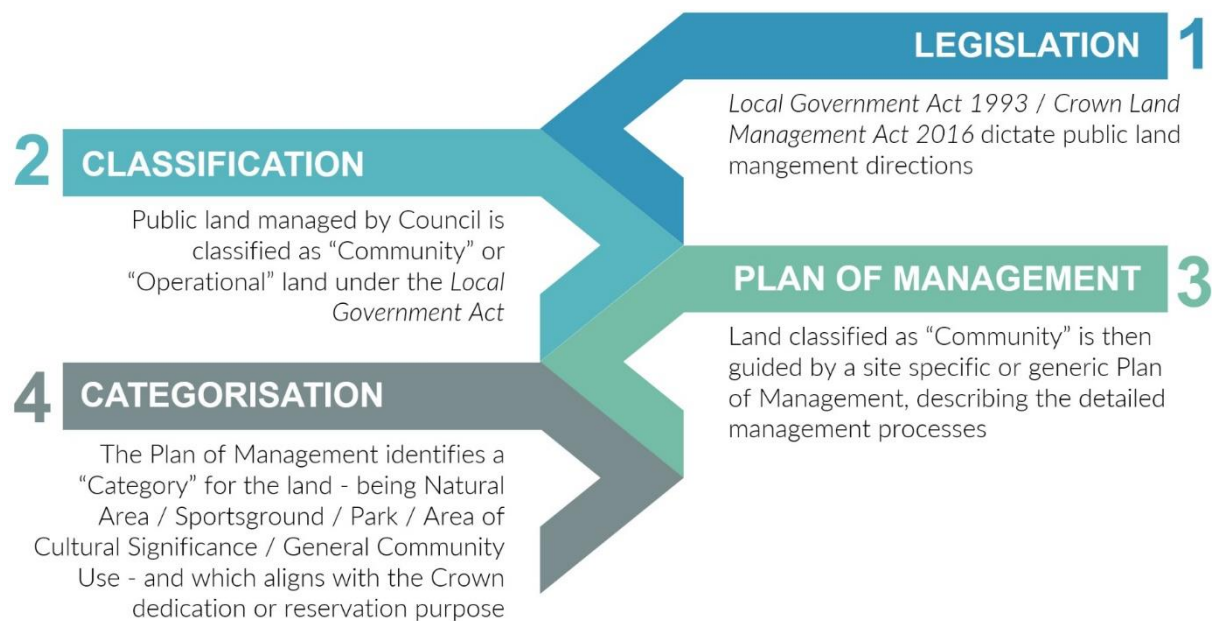 1 LEGISLATION
Local Government Act 1993 / Crown Land
Management Act 2016 dictate public land
mangement directions
2 CLASSIFICATION
Public land managed by Council is
classified as “Community” or
“Operational” land under the Local
Government Act
3 PLAN OF MANAGEMENT
Land classified as “Community” is then
guided by a site specific or generic Plan
of Management, describing the detailed
management processes
4 CATEGORISATION
The Plan of Management identifies a
“Category” for the land - being Natural
Area / Sportsground / Park / Area of
Cultural Significance / General Community
Use - and which aligns with the Crown
dedication or reservation purpose